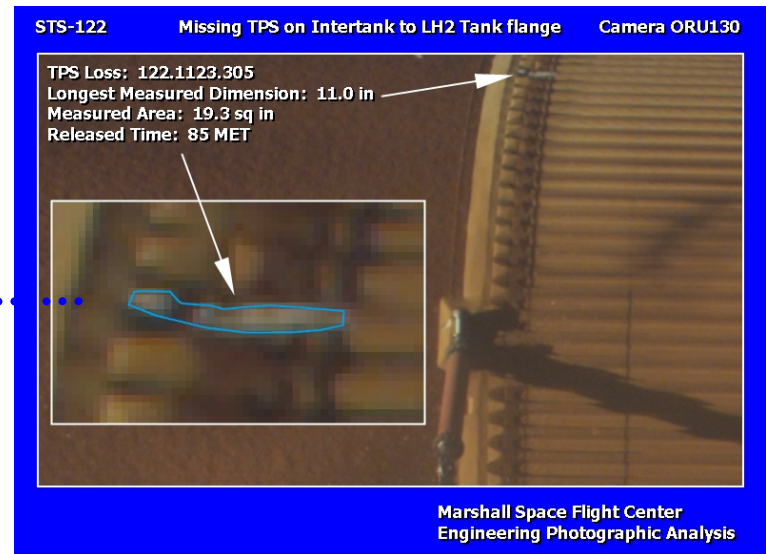 STS-122 Missing TPS on Intertank to LH2 Tank flange Camera ORU130
TPS Loss: 122.1123.305
Longest Measured Dimension: 11.0 in
Measured Area: 19.3 sq in
Released Time: 85 MET
Marshall Space Flight Center
Engineering Photographic Analysis